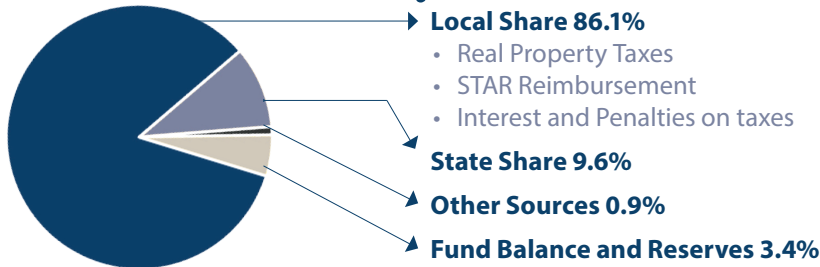 Local Share 86.1%
• Real Property Taxes
• STAR Reimbursement
• Interest and Penalties on taxes
State Share 9.6%
Other Sources 0.9%
Fund Balance and Reserves 3.4%